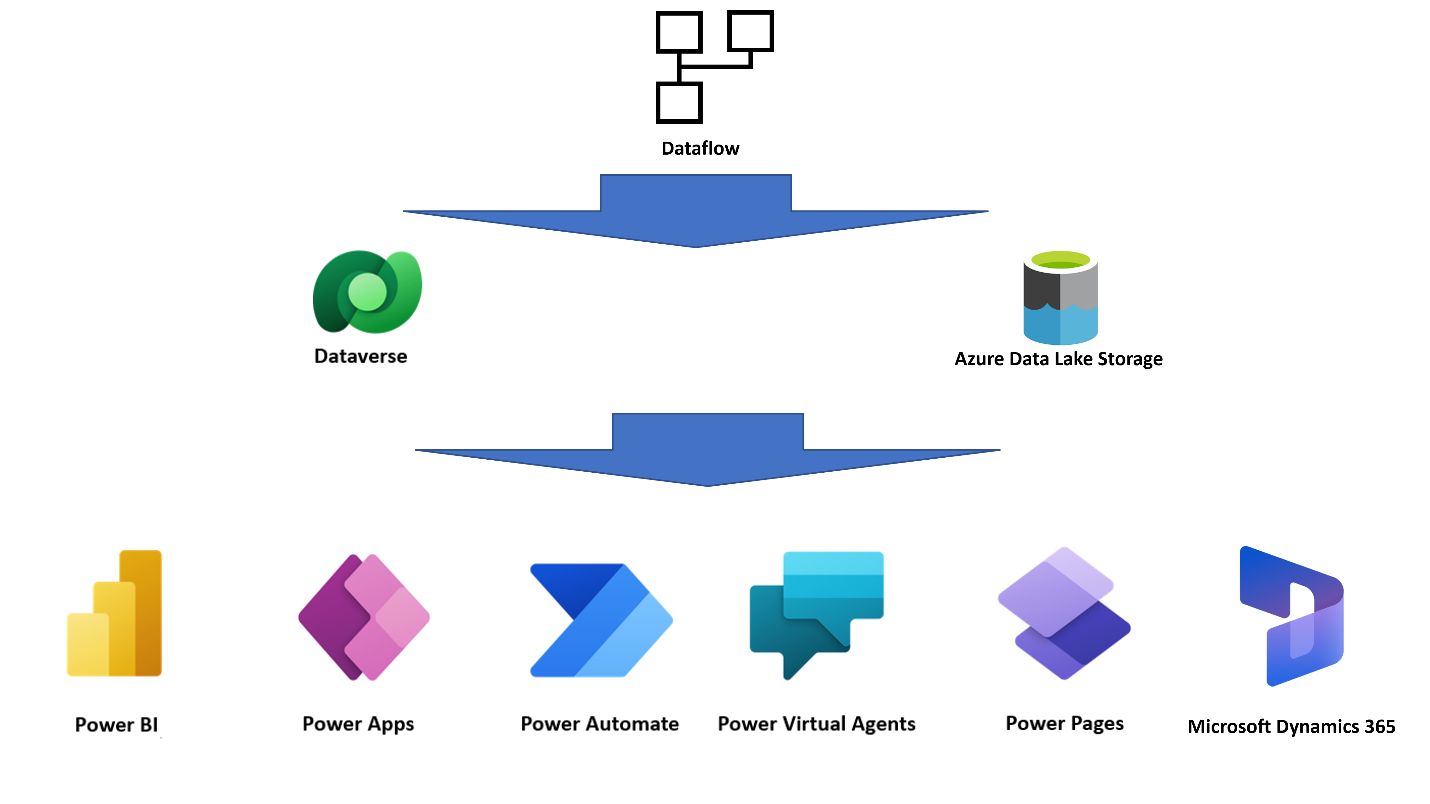 Dataflow
Dataverse
Azure Data Lake Storage
Power BI
Power Apps
Power Automate
Power Virtual Agents
Power Pages
Microsoft Dynamics 365